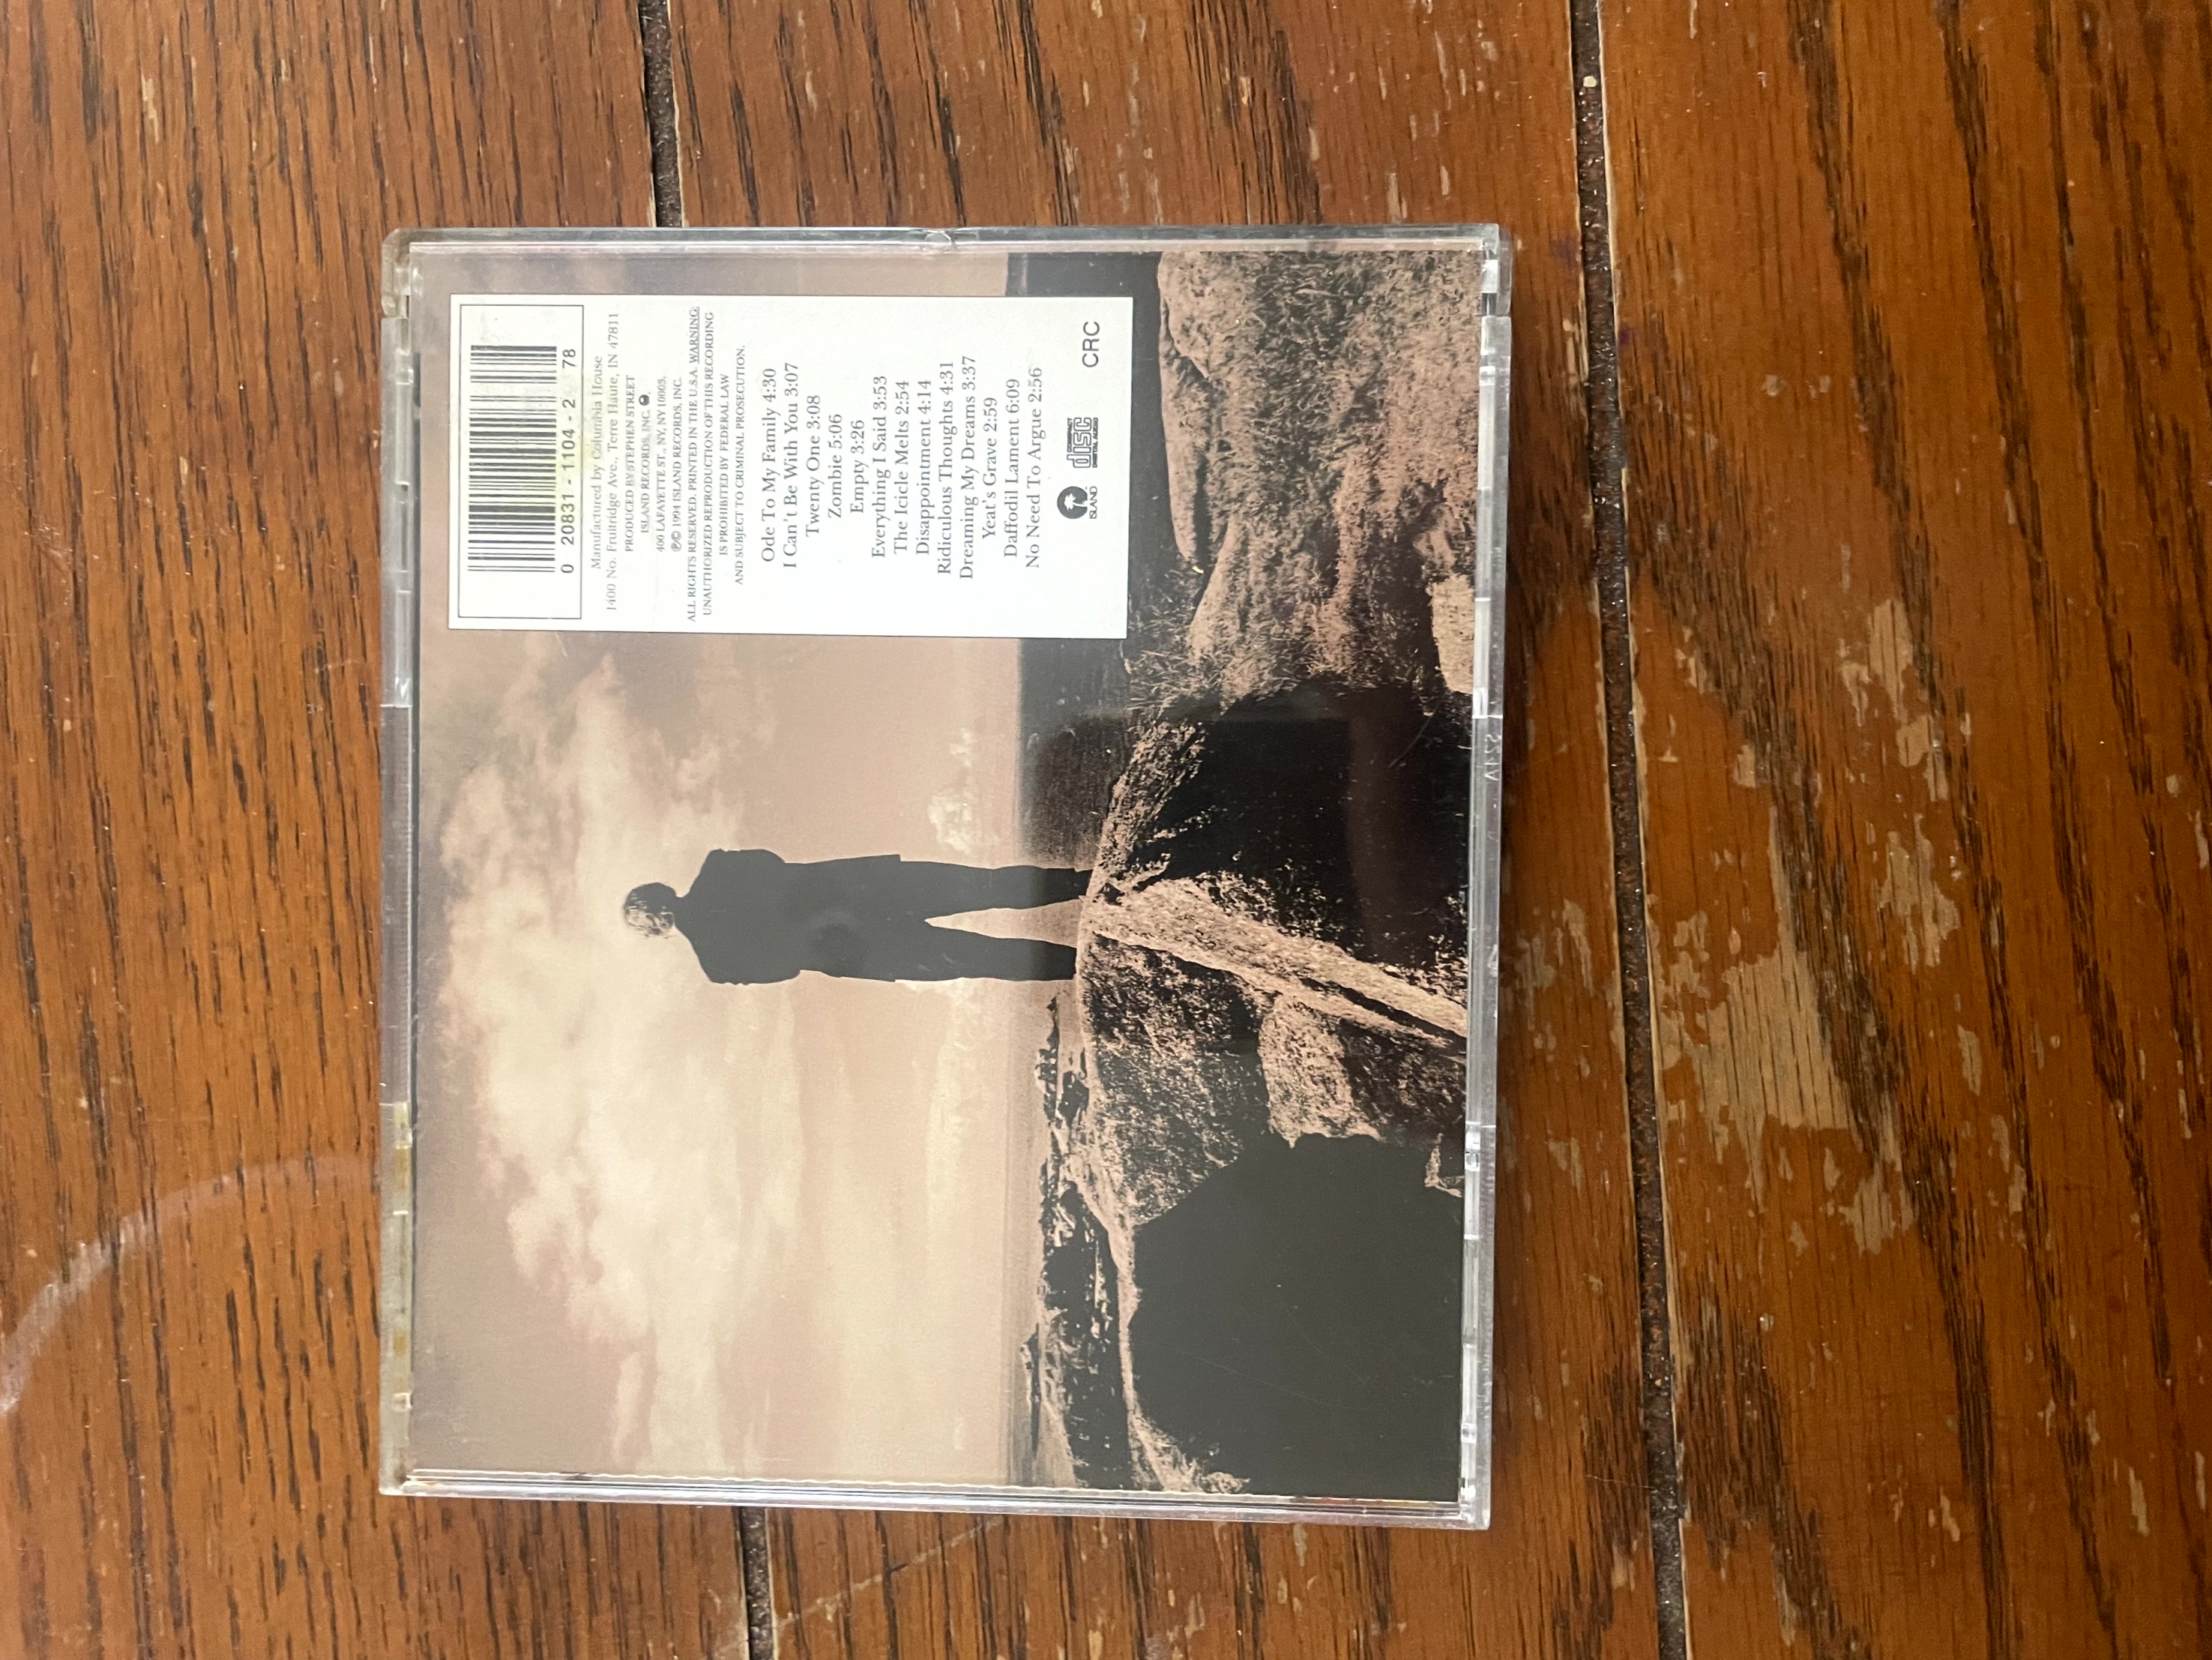 0 20831 - 1104 - 2 78
Manufactured by Columbia House
1400 No. Fruitridge Ave., Terre Haute, IN 47811
PRODUCED BY STEPHEN STREET
ISLAND RECORDS, INC.
400 LAFAYETTE ST., NY, NY 10003.
℗© 1994 ISLAND RECORDS, INC.
ALL RIGHTS RESERVED. PRINTED IN THE U.S.A. WARNING:
UNAUTHORIZED REPRODUCTION OF THIS RECORDING
IS PROHIBITED BY FEDERAL LAW
AND SUBJECT TO CRIMINAL PROSECUTION.
Ode To My Family 4:30
I Can't Be With You 3:07
Twenty One 3:08
Zombie 5:06
Empty 3:26
Everything I Said 3:53
The Icicle Melts 2:54
Disappointment 4:14
Ridiculous Thoughts 4:31
Dreaming My Dreams 3:37
Yeat's Grave 2:59
Daffodil Lament 6:09
No Need To Argue 2:56
ISLAND
COMPACT disc DIGITAL AUDIO
CRC